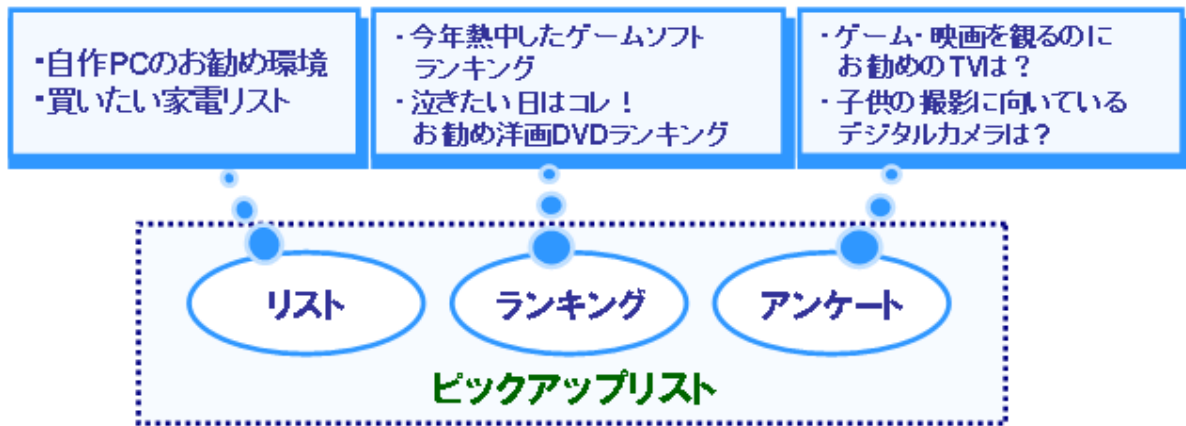 ・自作PCのお勧め環境
・買いたい家電リスト
・今年熱中したゲームソフト
ランキング
・泣きたい日はコレ！
お勧め洋画DVDランキング
・ゲーム・映画を観るのに
お勧めのTVは？
・子供の撮影に向いている
デジタルカメラは？
リスト
ランキング
アンケート
ピックアップリスト